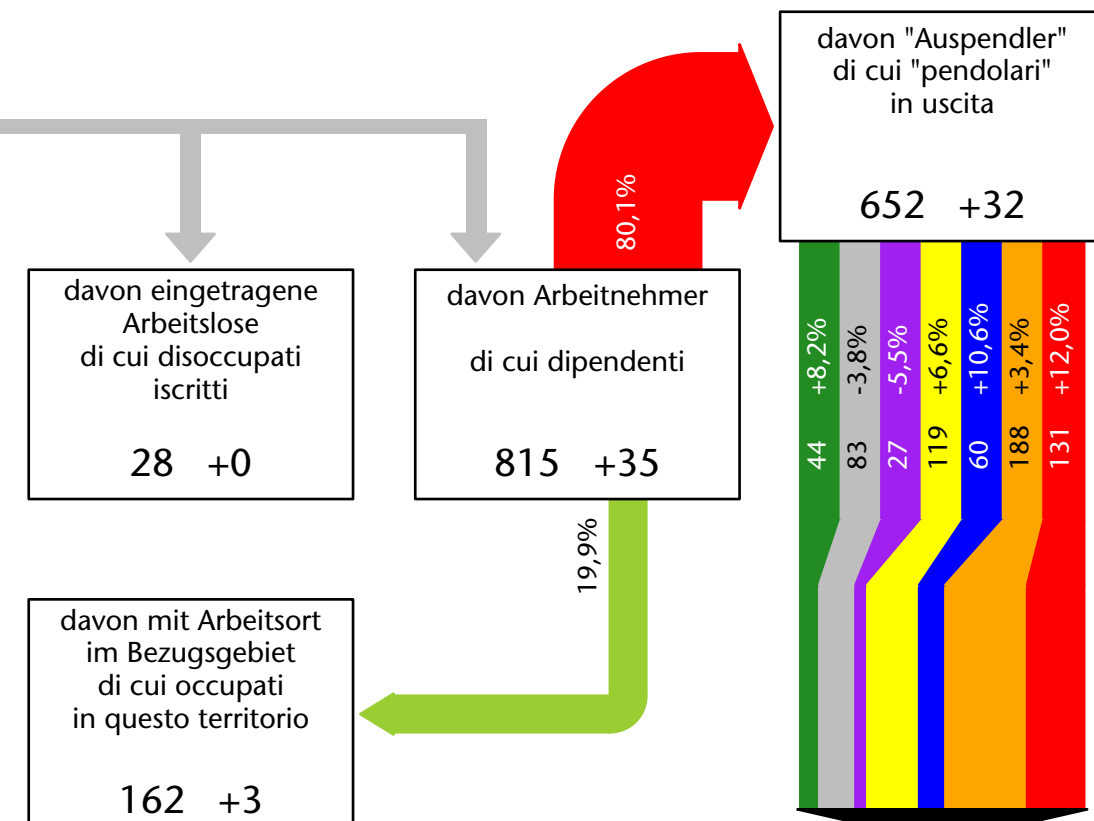 davon "Auspendler"
di cui "pendolari"
in uscita
652 +32
80,1%
davon eingetragene
Arbeitslose
di cui disoccupati
iscritti
28 +0
davon Arbeitnehmer
di cui dipendenti
815 +35
44 +8,2%
83 -3,8%
27 -5,5%
119 +6,6%
60 +10,6%
188 +3,4%
131 +12,0%
19,9%
davon mit Arbeitsort
im Bezugsgebiet
di cui occupati
in questo territorio
162 +3